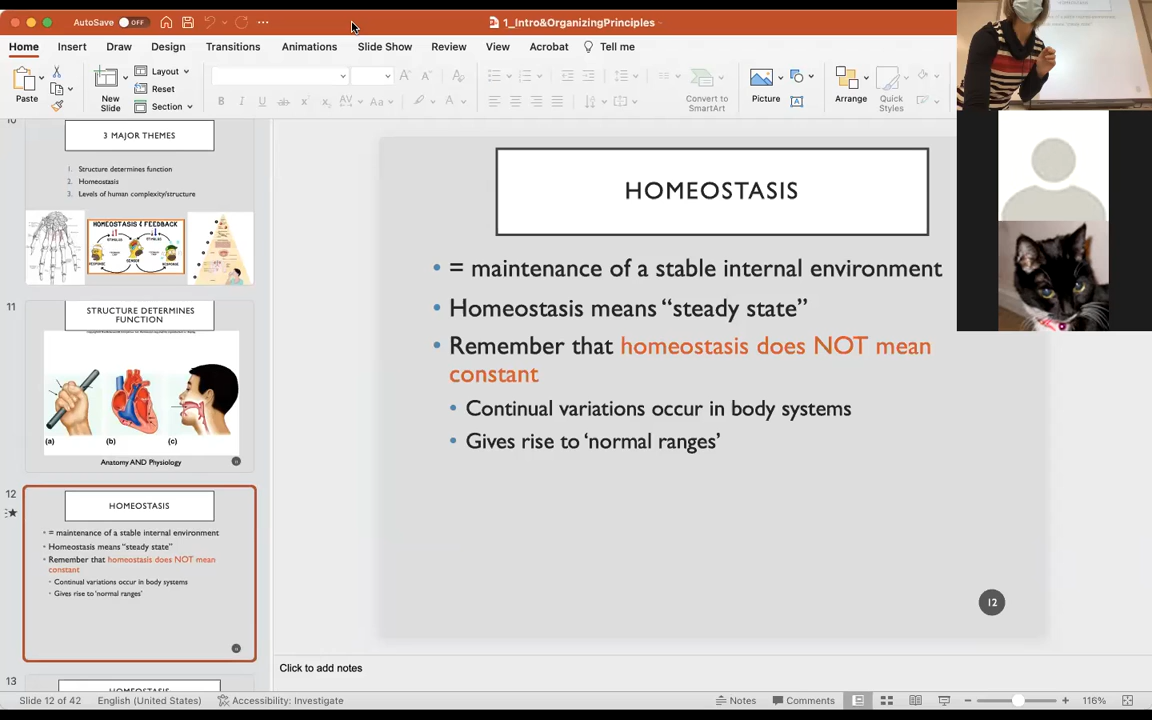 AutoSave OFF
1_Intro&OrganizingPrinciples
Home Insert Draw Design Transitions Animations Slide Show Review View Acrobat Tell me
Paste
New
Slide
Layout
Reset
Section
Convert to
SmartArt
Picture
Arrange
Quick
Styles
10
3 MAJOR THEMES
1. Structure determines function
2. Homeostasis
3. Levels of human complexity/structure
HOMEOSTASIS & FEEDBACK
STIMULUS STIMULUS
RESPONSE SENSOR RESPONSE
11
STRUCTURE DETERMINES
FUNCTION
(a) (b) (c)
Anatomy AND Physiology
12
HOMEOSTASIS
• = maintenance of a stable internal environment
• Homeostasis means “steady state”
• Remember that homeostasis does NOT mean
constant
• Continual variations occur in body systems
• Gives rise to ‘normal ranges’
13
HOMEOSTASIS
HOMEOSTASIS
• = maintenance of a stable internal environment
• Homeostasis means “steady state”
• Remember that homeostasis does NOT mean
constant
• Continual variations occur in body systems
• Gives rise to ‘normal ranges’
12
Click to add notes
Slide 12 of 42 English (United States) Accessibility: Investigate Notes Comments 116%